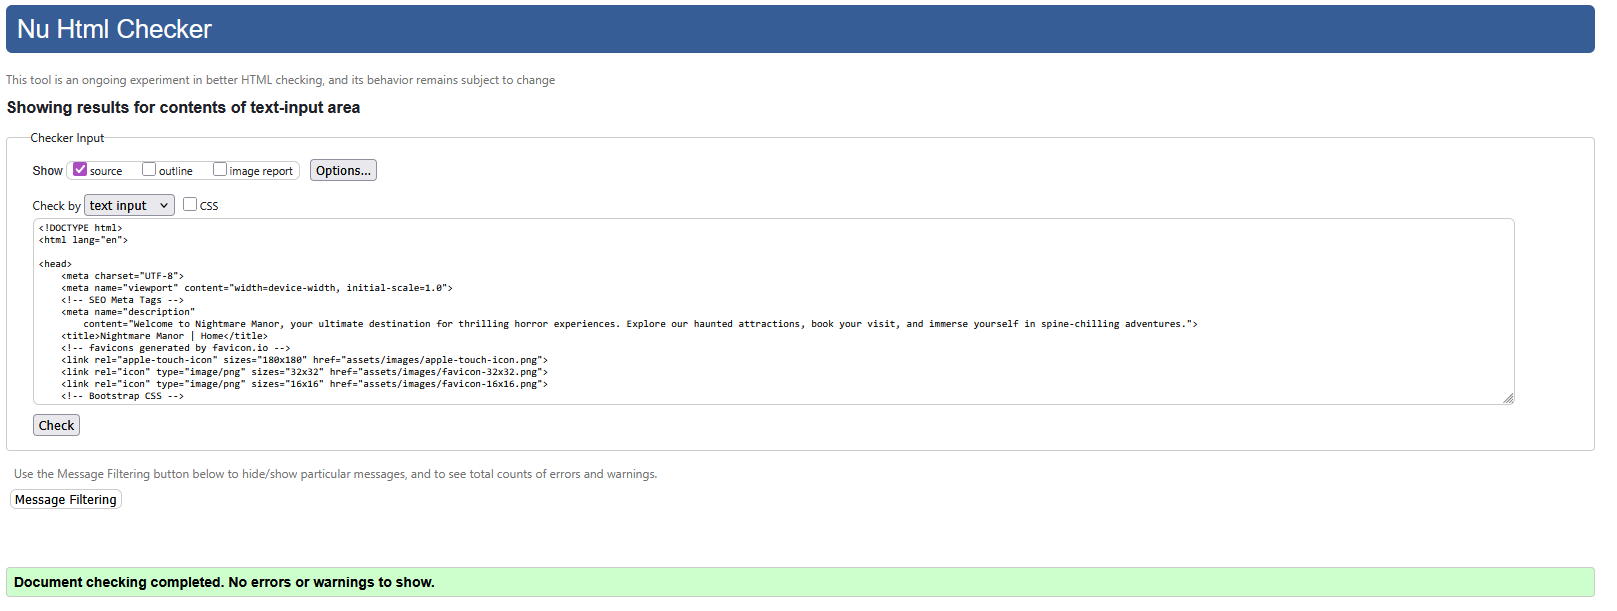 Nu Html Checker
This tool is an ongoing experiment in better HTML checking, and its behavior remains subject to change
Showing results for contents of text-input area
Checker Input
Show source outline image report Options...
Check by text input CSS
<!DOCTYPE html>
<html lang="en">
<head>
    <meta charset="UTF-8">
    <meta name="viewport" content="width=device-width, initial-scale=1.0">
    <!-- SEO Meta Tags -->
    <meta name="description"
        content="Welcome to Nightmare Manor, your ultimate destination for thrilling horror experiences. Explore our haunted attractions, book your visit, and immerse yourself in spine-chilling adventures.">
    <title>Nightmare Manor | Home</title>
    <!-- favicons generated by favicon.io -->
    <link rel="apple-touch-icon" sizes="180x180" href="assets/images/apple-touch-icon.png">
    <link rel="icon" type="image/png" sizes="32x32" href="assets/images/favicon-32x32.png">
    <link rel="icon" type="image/png" sizes="16x16" href="assets/images/favicon-16x16.png">
    <!-- Bootstrap CSS -->
Check
Use the Message Filtering button below to hide/show particular messages, and to see total counts of errors and warnings.
Message Filtering
Document checking completed. No errors or warnings to show.